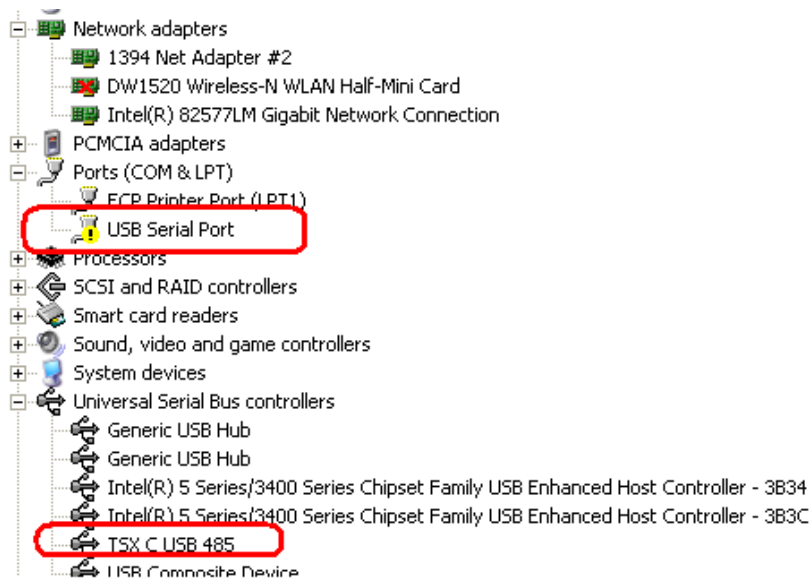 Network adapters
1394 Net Adapter #2
DW1520 Wireless-N WLAN Half-Mini Card
Intel(R) 82577LM Gigabit Network Connection
PCMCIA adapters
Ports (COM & LPT)
ECP Printer Port (LPT1)
USB Serial Port
Processors
SCSI and RAID controllers
Smart card readers
Sound, video and game controllers
System devices
Universal Serial Bus controllers
Generic USB Hub
Generic USB Hub
Intel(R) 5 Series/3400 Series Chipset Family USB Enhanced Host Controller - 3B34
Intel(R) 5 Series/3400 Series Chipset Family USB Enhanced Host Controller - 3B3C
TSX C USB 485
USB Composite Device